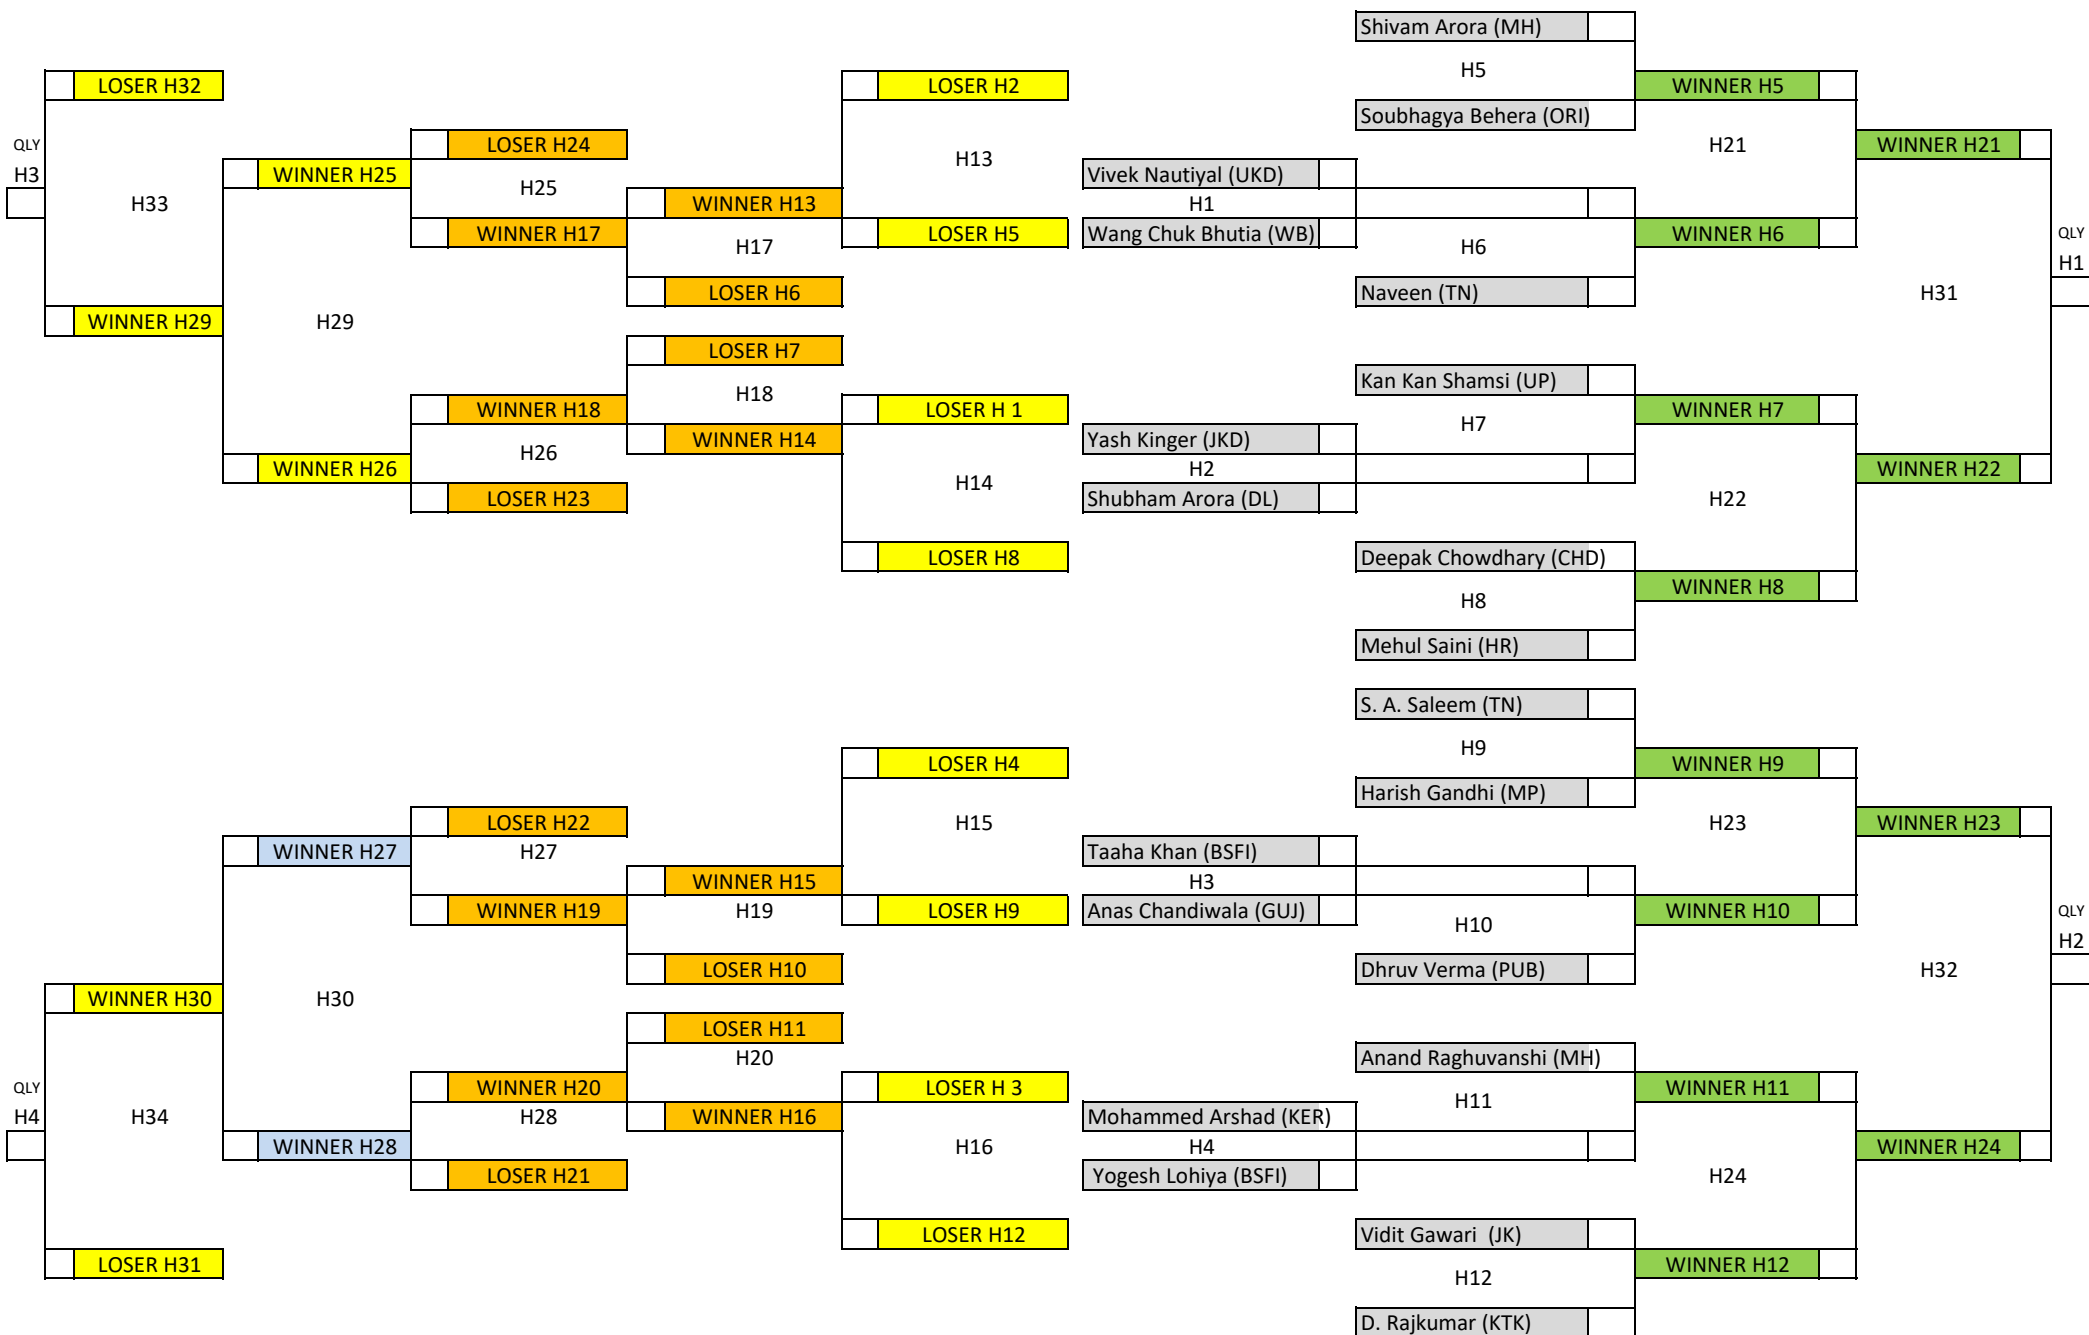 Shivam Arora (MH)
H5
LOSER H32
LOSER H2
WINNER H5
Soubhagya Behera (ORI)
QLY
LOSER H24
H21
WINNER H21
H13
H3
WINNER H25
Vivek Nautiyal (UKD)
H25
H33
WINNER H13
H1
WINNER H17
LOSER H5
Wang Chuk Bhutia (WB)
WINNER H6
QLY
H17
H6
H1
LOSER H6
Naveen (TN)
H31
WINNER H29
H29
LOSER H7
Kan Kan Shamsi (UP)
H18
WINNER H18
LOSER H 1
WINNER H7
H7
WINNER H14
Yash Kinger (JKD)
H26
WINNER H26
H2
WINNER H22
H14
LOSER H23
Shubham Arora (DL)
H22
LOSER H8
Deepak Chowdhary (CHD)
WINNER H8
H8
Mehul Saini (HR)
S. A. Saleem (TN)
H9
LOSER H4
WINNER H9
Harish Gandhi (MP)
LOSER H22
H15
H23
WINNER H23
WINNER H27
H27
Taaha Khan (BSFI)
WINNER H15
H3
WINNER H19
H19
LOSER H9
Anas Chandiwala (GUJ)
WINNER H10
QLY
H10
H2
LOSER H10
Dhruv Verma (PUB)
H32
WINNER H30
H30
LOSER H11
H20
Anand Raghuvanshi (MH)
QLY
WINNER H20
LOSER H 3
WINNER H11
H11
H4
H34
H28
WINNER H16
Mohammed Arshad (KER)
WINNER H28
H16
H4
WINNER H24
LOSER H21
Yogesh Lohiya (BSFI)
H24
LOSER H12
Vidit Gawari (JK)
LOSER H31
WINNER H12
H12
D. Rajkumar (KTK)